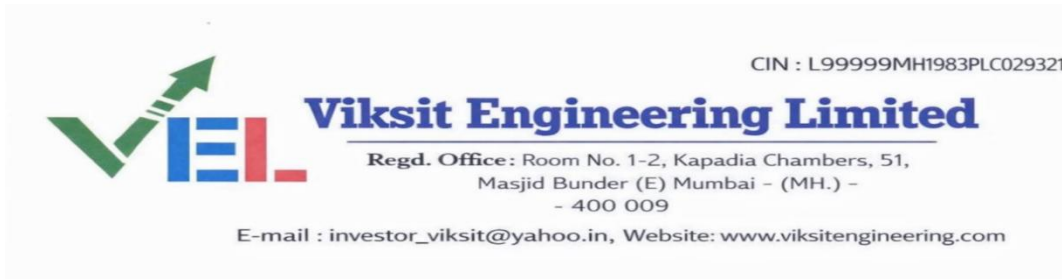 CIN : L99999MH1983PLC029321
VEL
Viksit Engineering Limited
Regd. Office: Room No. 1-2, Kapadia Chambers, 51,
Masjid Bunder (E) Mumbai - (MH.) -
- 400 009
E-mail : investor_viksit@yahoo.in, Website: www.viksitengineering.com